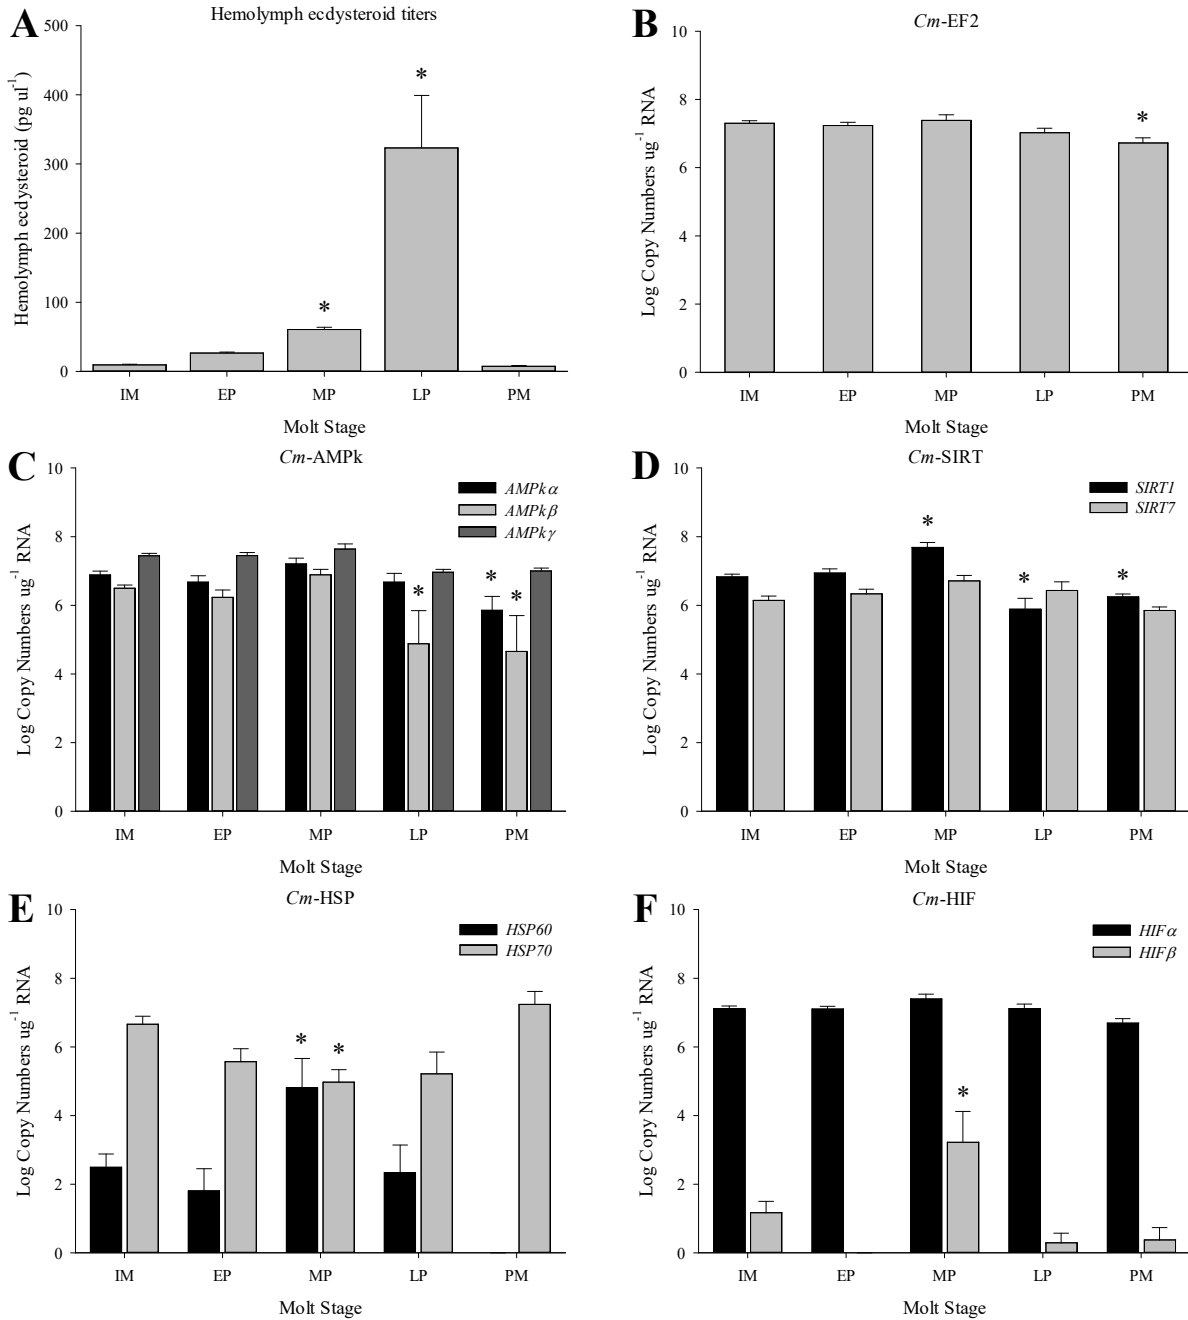 A
Hemolymph ecdysteroid titers
Hemolymph ecdysteroid (pg ul⁻¹)
500
400
300
200
100
0
*
*
IM EP MP LP PM
Molt Stage
B
Cm-EF2
Log Copy Numbers ug⁻¹ RNA
10
8
6
4
2
0
*
IM EP MP LP PM
Molt Stage
C
Cm-AMPk
Log Copy Numbers ug⁻¹ RNA
10
8
6
4
2
0
AMPkα
AMPkβ
AMPkγ
* * *
IM EP MP LP PM
Molt Stage
D
Cm-SIRT
Log Copy Numbers ug⁻¹ RNA
10
8
6
4
2
0
SIRT1
SIRT7
*
* *
IM EP MP LP PM
Molt Stage
E
Cm-HSP
Log Copy Numbers ug⁻¹ RNA
10
8
6
4
2
0
HSP60
HSP70
* *
IM EP MP LP PM
Molt Stage
F
Cm-HIF
Log Copy Numbers ug⁻¹ RNA
10
8
6
4
2
0
HIFα
HIFβ
*
IM EP MP LP PM
Molt Stage